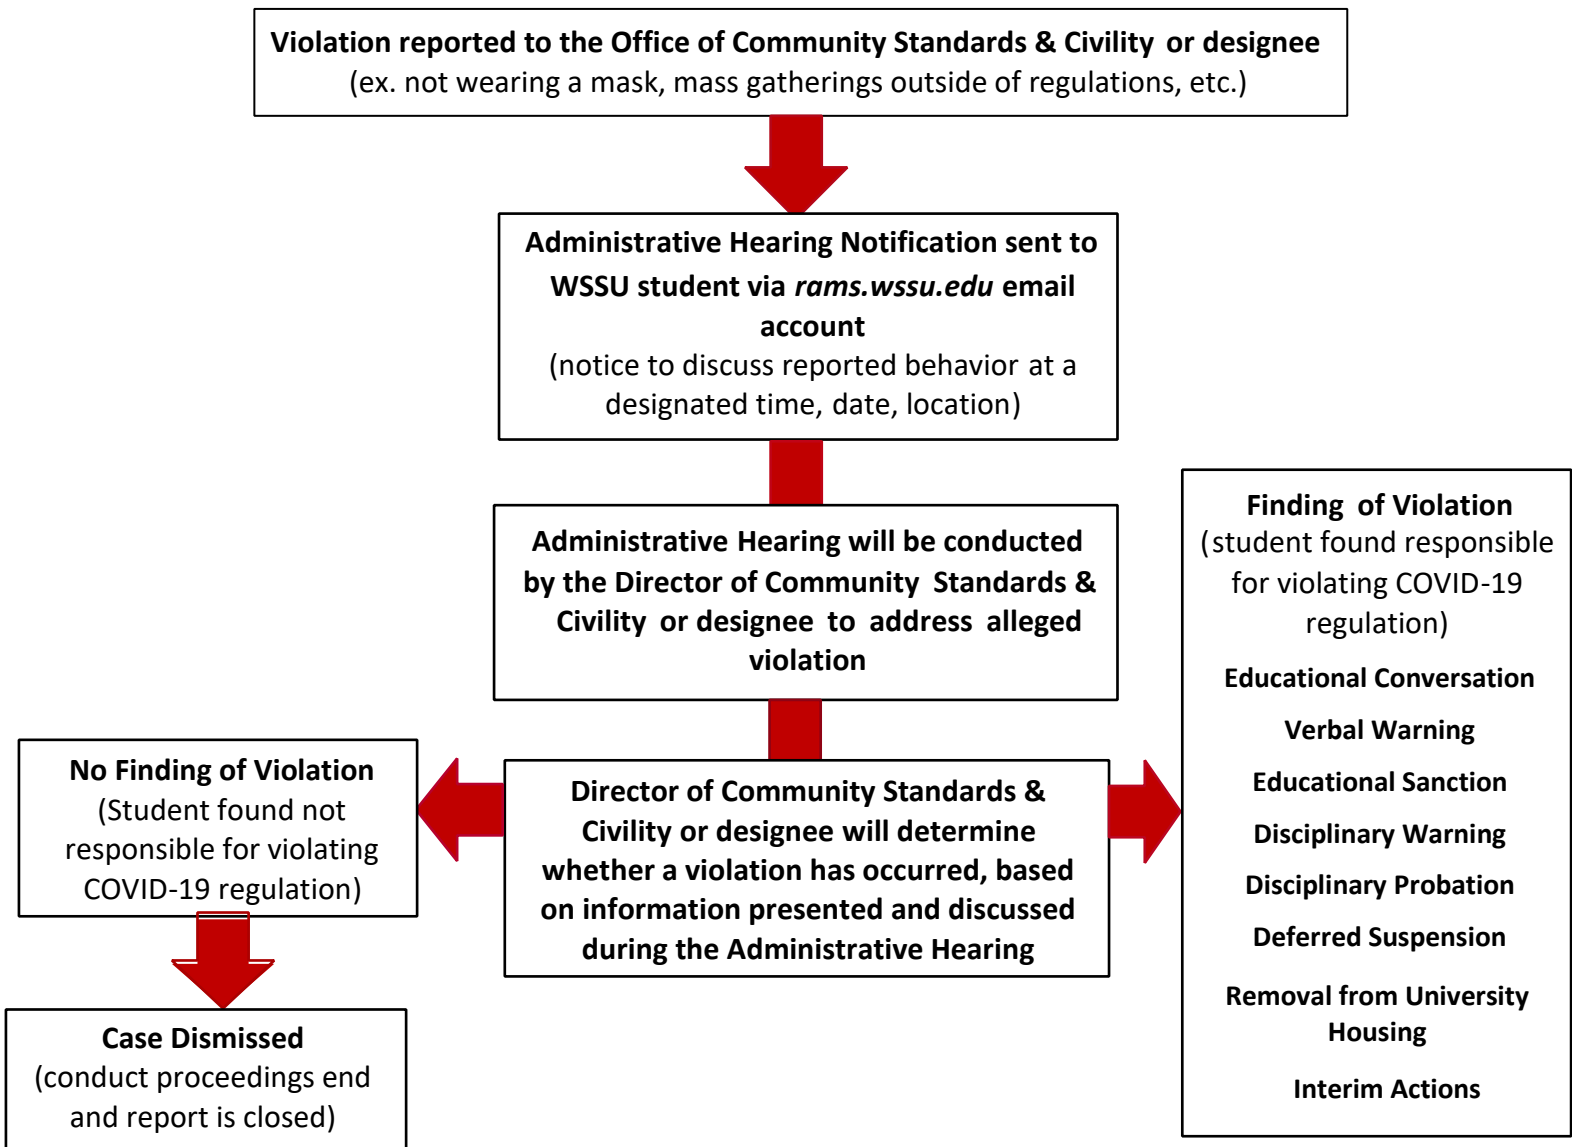 Violation reported to the Office of Community Standards & Civility or designee
(ex. not wearing a mask, mass gatherings outside of regulations, etc.)
Administrative Hearing Notification sent to
WSSU student via rams.wssu.edu email
account
(notice to discuss reported behavior at a
designated time, date, location)
Administrative Hearing will be conducted
by the Director of Community Standards &
Civility or designee to address alleged
violation
Director of Community Standards &
Civility or designee will determine
whether a violation has occurred, based
on information presented and discussed
during the Administrative Hearing
No Finding of Violation
(Student found not
responsible for violating
COVID-19 regulation)
Case Dismissed
(conduct proceedings end
and report is closed)
Finding of Violation
(student found responsible
for violating COVID-19
regulation)
Educational Conversation
Verbal Warning
Educational Sanction
Disciplinary Warning
Disciplinary Probation
Deferred Suspension
Removal from University
Housing
Interim Actions